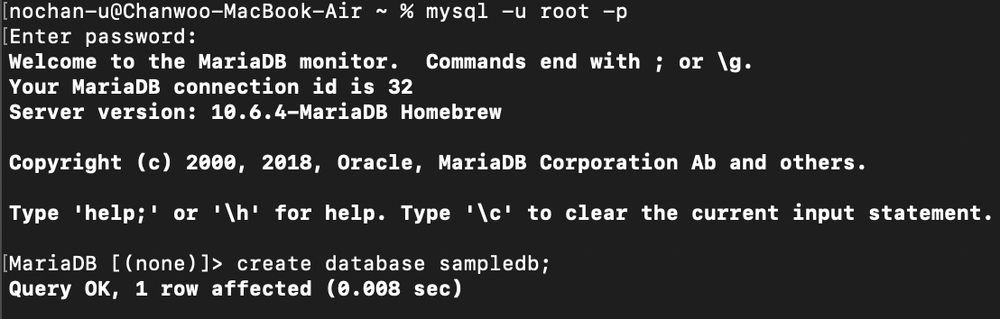 [nochan-u@Chanwoo-MacBook-Air ~ % mysql -u root -p
[Enter password:
Welcome to the MariaDB monitor.  Commands end with ; or \g.
Your MariaDB connection id is 32
Server version: 10.6.4-MariaDB Homebrew
Copyright (c) 2000, 2018, Oracle, MariaDB Corporation Ab and others.
Type 'help;' or '\h' for help. Type '\c' to clear the current input statement.
[MariaDB [(none)]> create database sampledb;
Query OK, 1 row affected (0.008 sec)